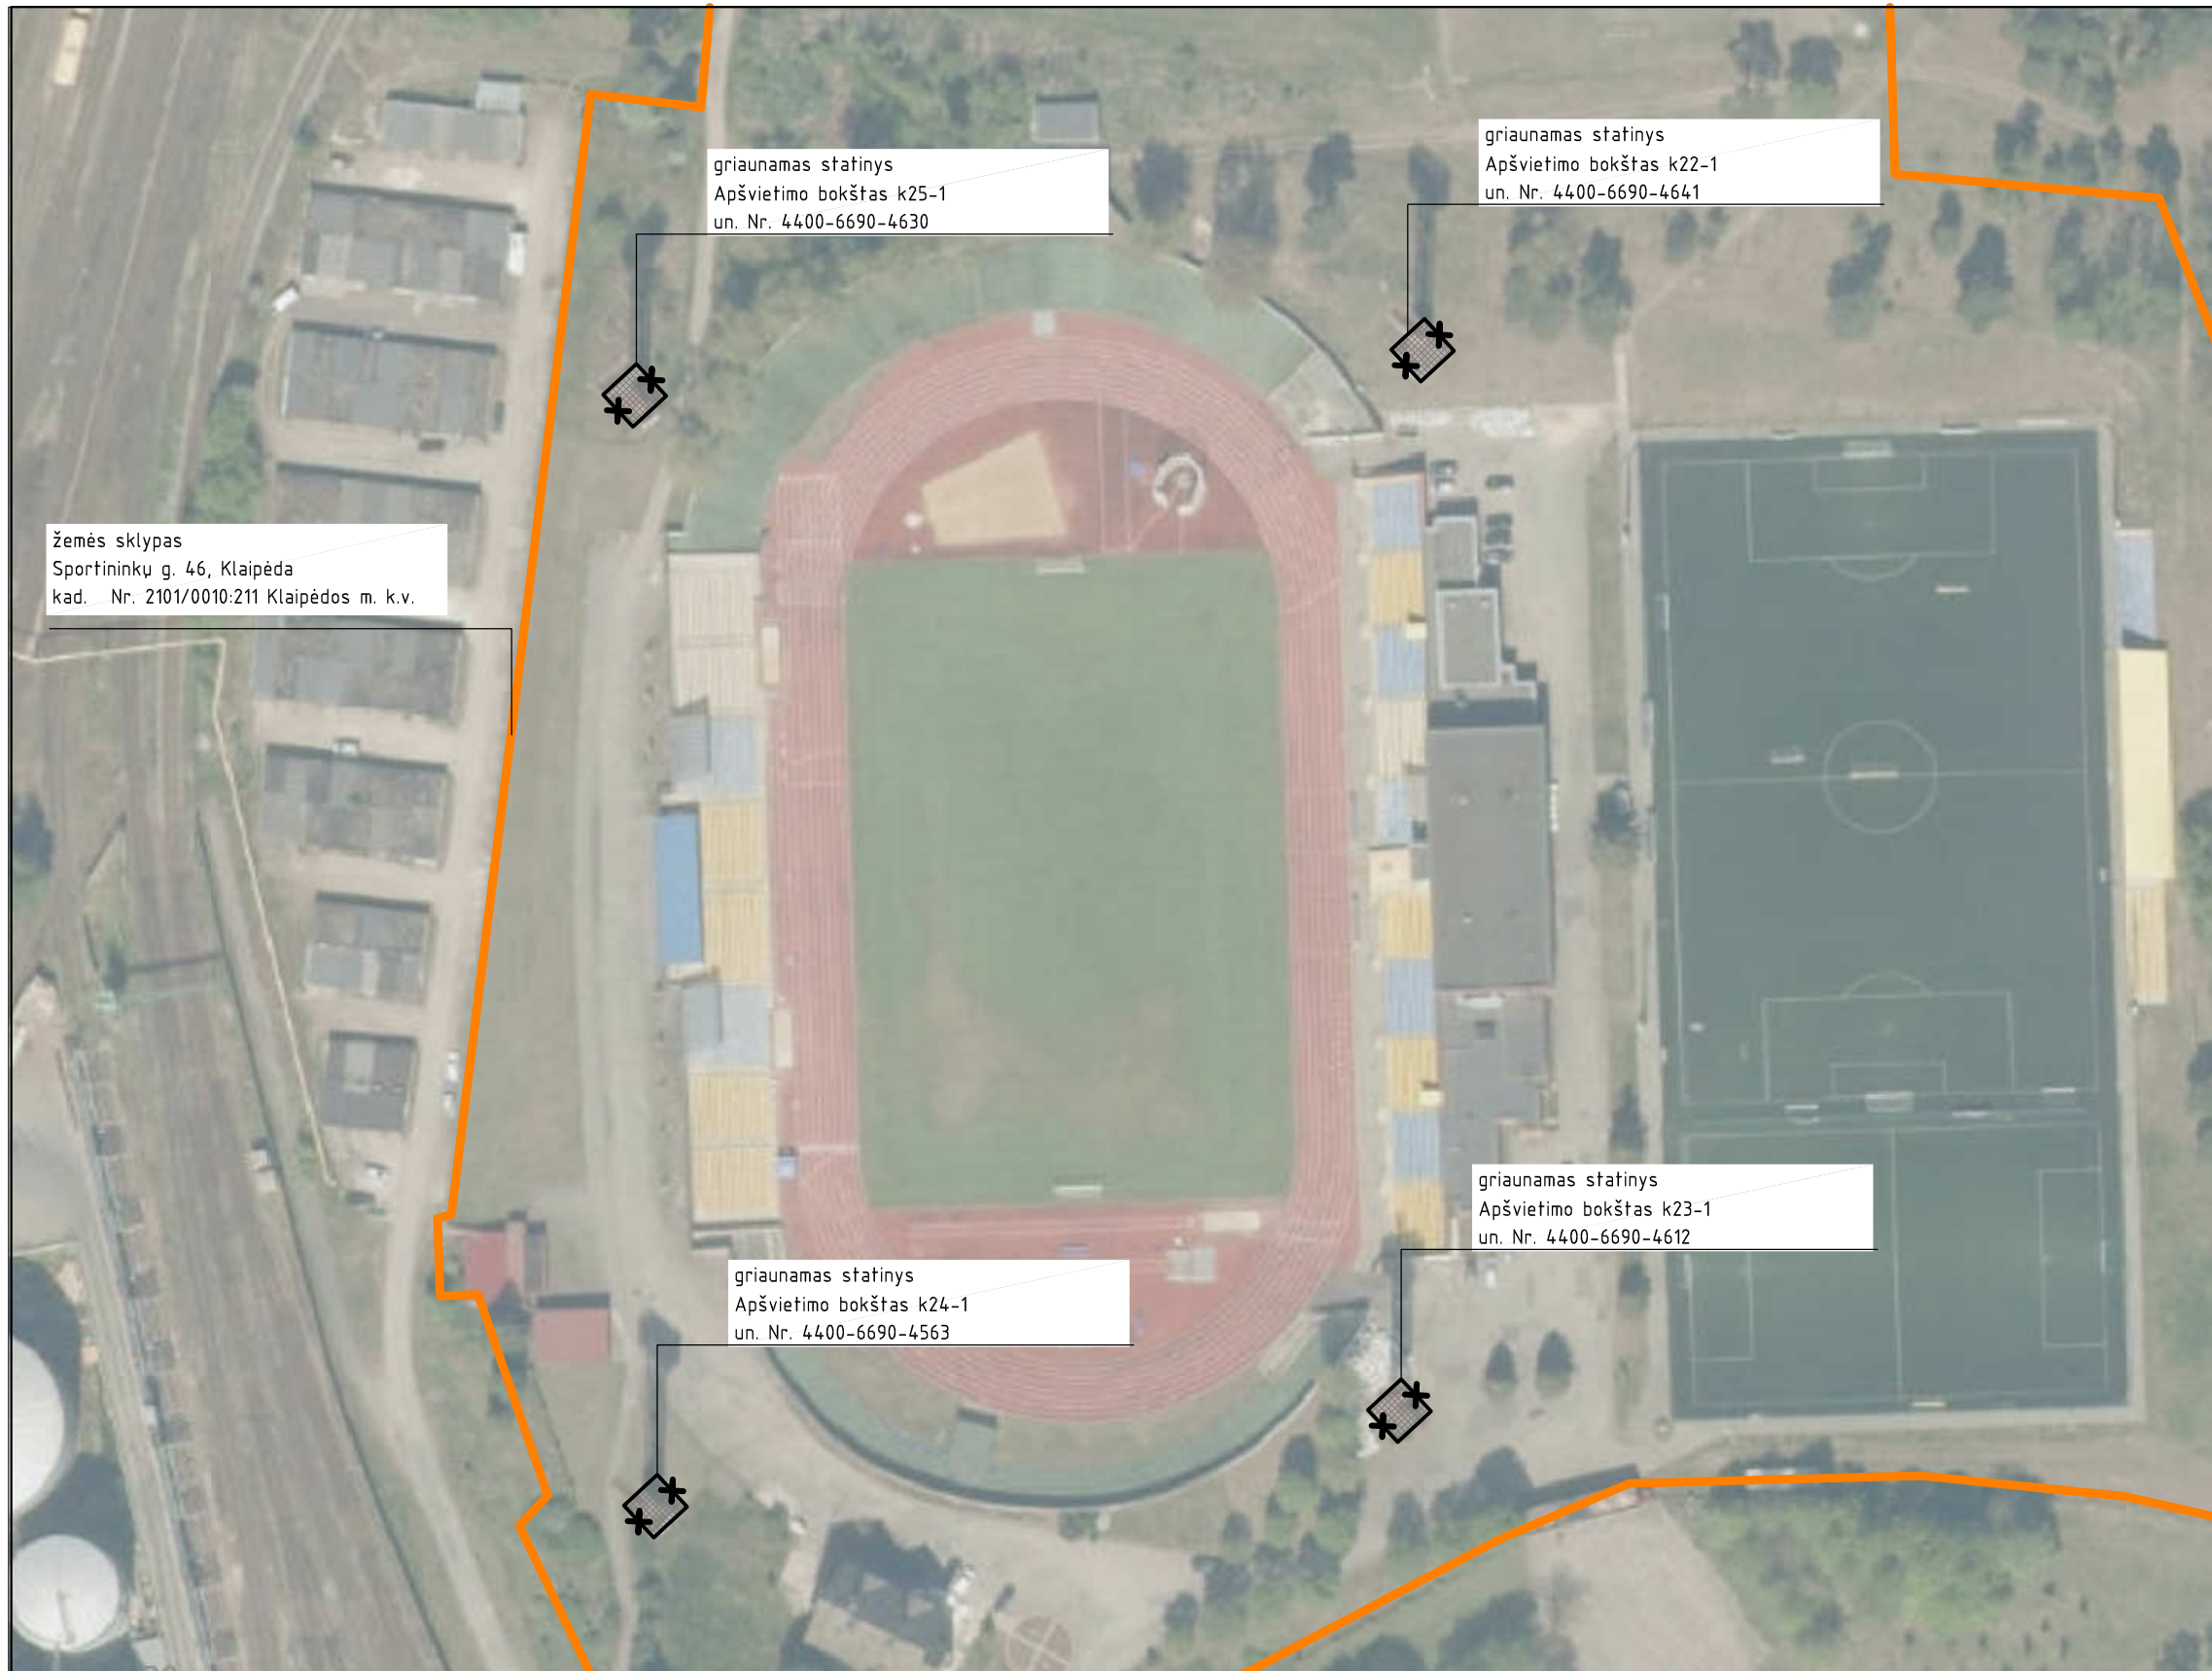 griaunamas statinys
Apšvietimo bokštas k25-1
un. Nr. 4400-6690-4630
griaunamas statinys
Apšvietimo bokštas k22-1
un. Nr. 4400-6690-4641
žemės sklypas
Sportininkų g. 46, Klaipėda
kad. Nr. 2101/0010:211 Klaipėdos m. k.v.
griaunamas statinys
Apšvietimo bokštas k23-1
un. Nr. 4400-6690-4612
griaunamas statinys
Apšvietimo bokštas k24-1
un. Nr. 4400-6690-4563